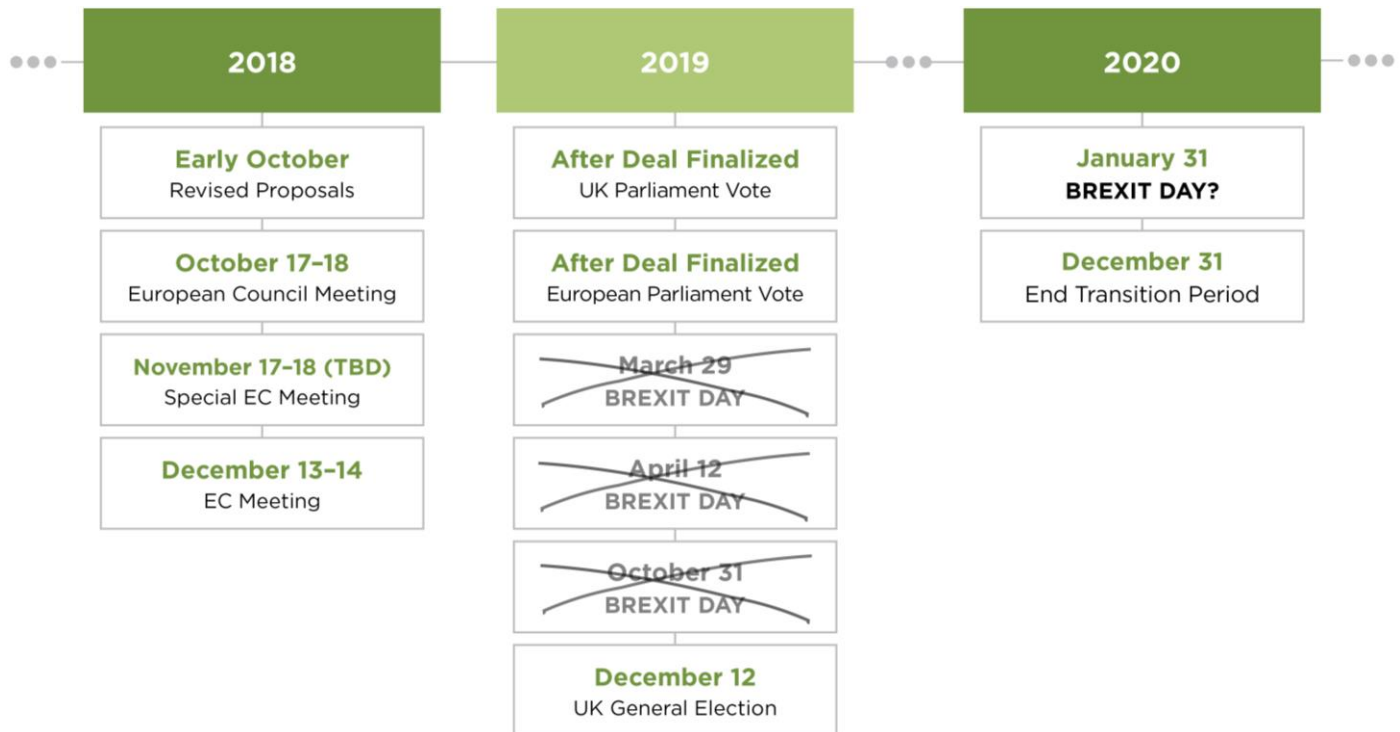 2018
Early October
Revised Proposals
October 17–18
European Council Meeting
November 17–18 (TBD)
Special EC Meeting
December 13–14
EC Meeting
2019
After Deal Finalized
UK Parliament Vote
After Deal Finalized
European Parliament Vote
March 29
BREXIT DAY
April 12
BREXIT DAY
October 31
BREXIT DAY
December 12
UK General Election
2020
January 31
BREXIT DAY?
December 31
End Transition Period